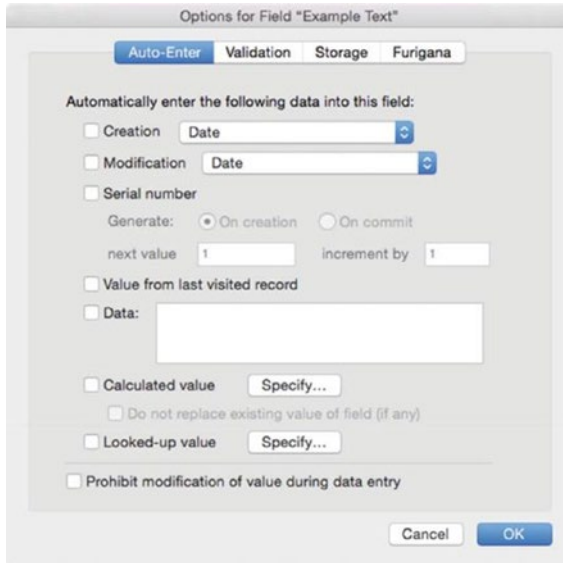 Options for Field "Example Text"
Auto-Enter Validation Storage Furigana
Automatically enter the following data into this field:
Creation Date
Modification Date
Serial number
Generate: On creation On commit
next value 1 increment by 1
Value from last visited record
Data:
Calculated value Specify...
Do not replace existing value of field (if any)
Looked-up value Specify...
Prohibit modification of value during data entry
Cancel OK